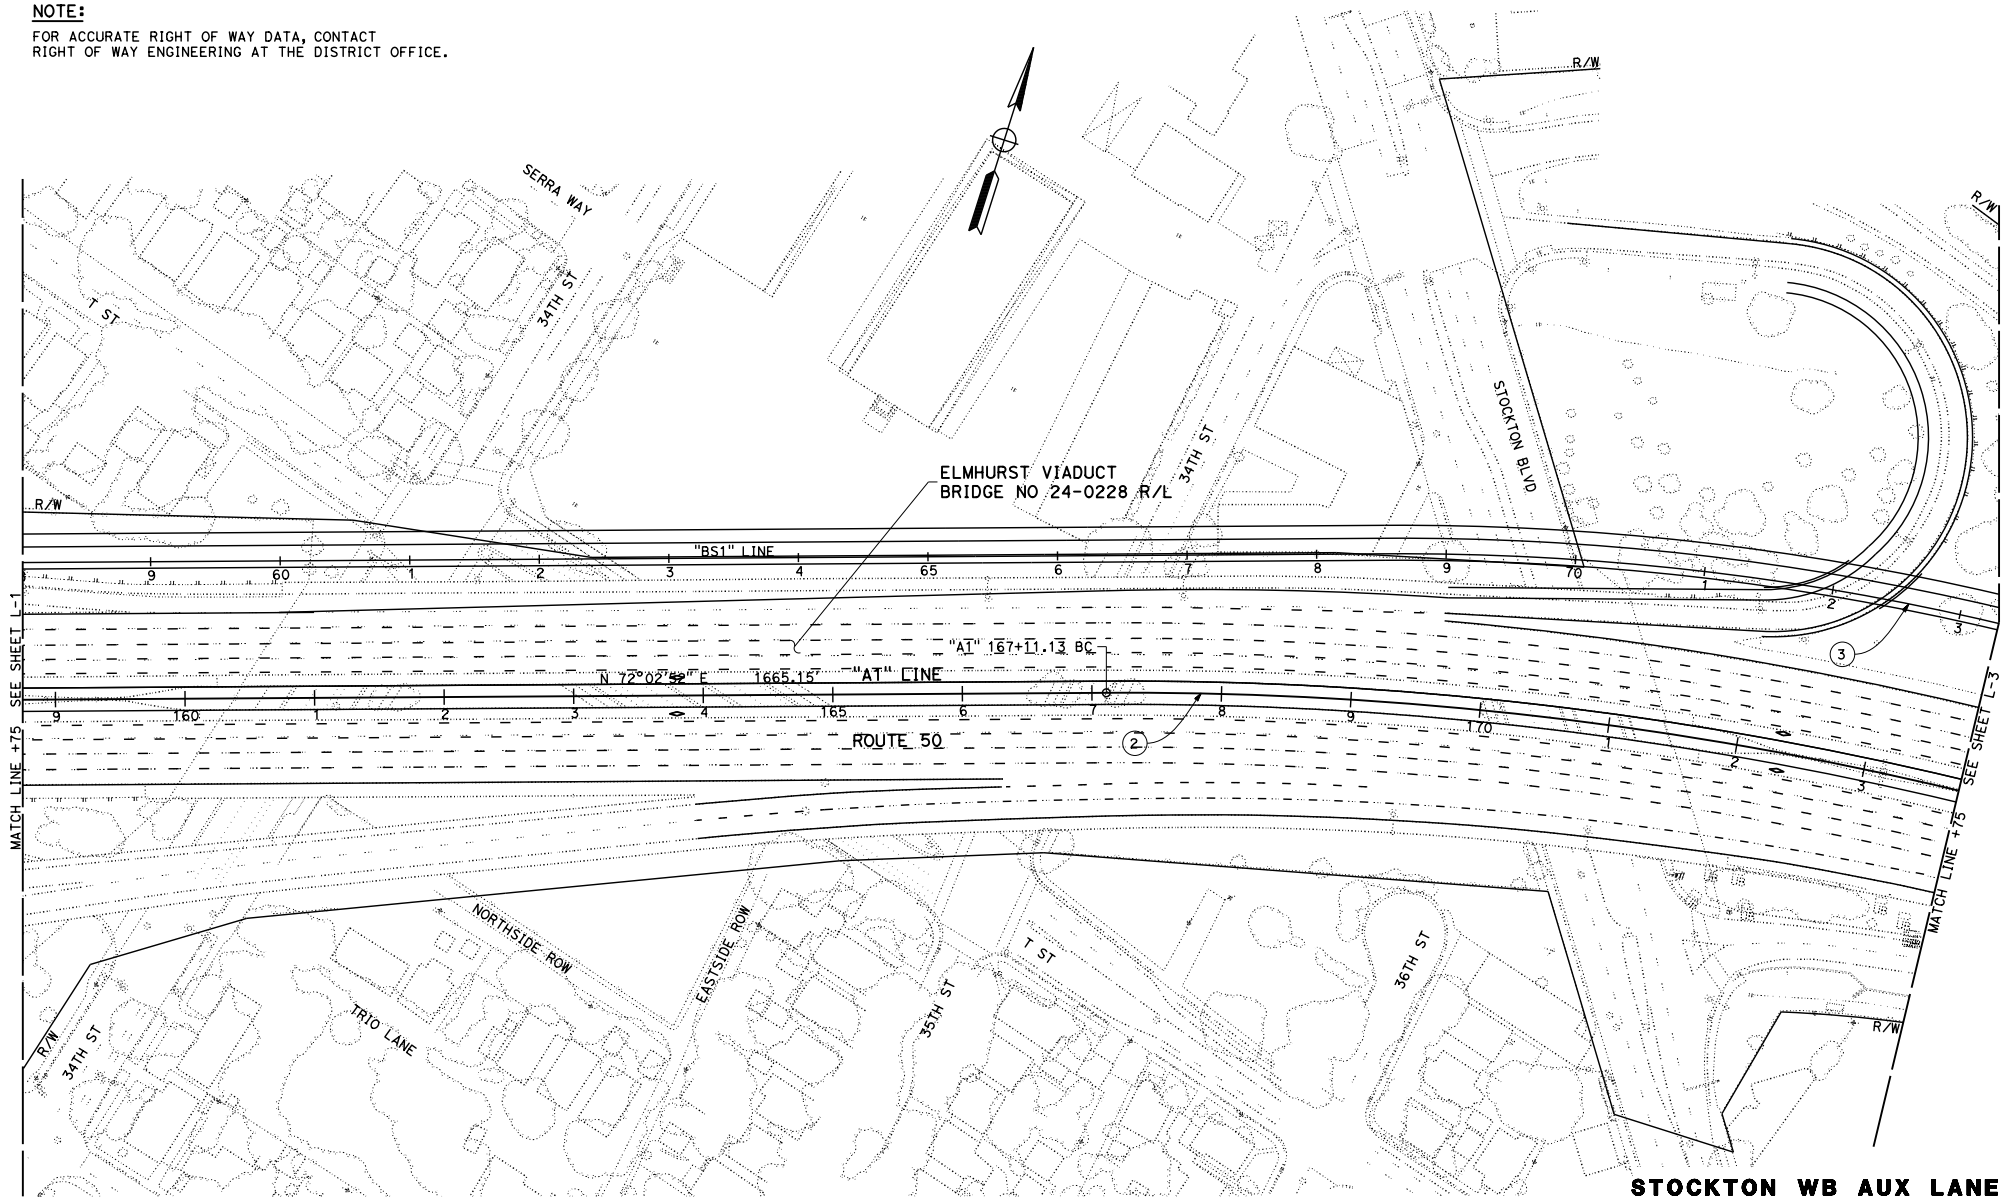 NOTE:
FOR ACCURATE RIGHT OF WAY DATA, CONTACT
RIGHT OF WAY ENGINEERING AT THE DISTRICT OFFICE.
R/W
SERRA WAY
R/W
34TH ST
T ST
STOCKTON BLVD
34TH ST
ELMHURST VIADUCT
BRIDGE NO 24-0228 R/L
R/W
"BS1" LINE
9 60 1 2 3 4 65 6 7 8 9 70 1 2 3
MATCH LINE +75 SEE SHEET L-1
"A1" 167+11.13 BC
3
N 72°02'52" E 1665.15'
"AT" LINE
9 160 1 2 3 4 165 6 7 8 9 170 1 2 3
ROUTE 50
2
MATCH LINE +75 SEE SHEET L-3
NORTHSIDE ROW
EASTSIDE ROW
T ST
36TH ST
35TH ST
TRIO LANE
R/W
34TH ST
R/W
STOCKTON WB AUX LANE